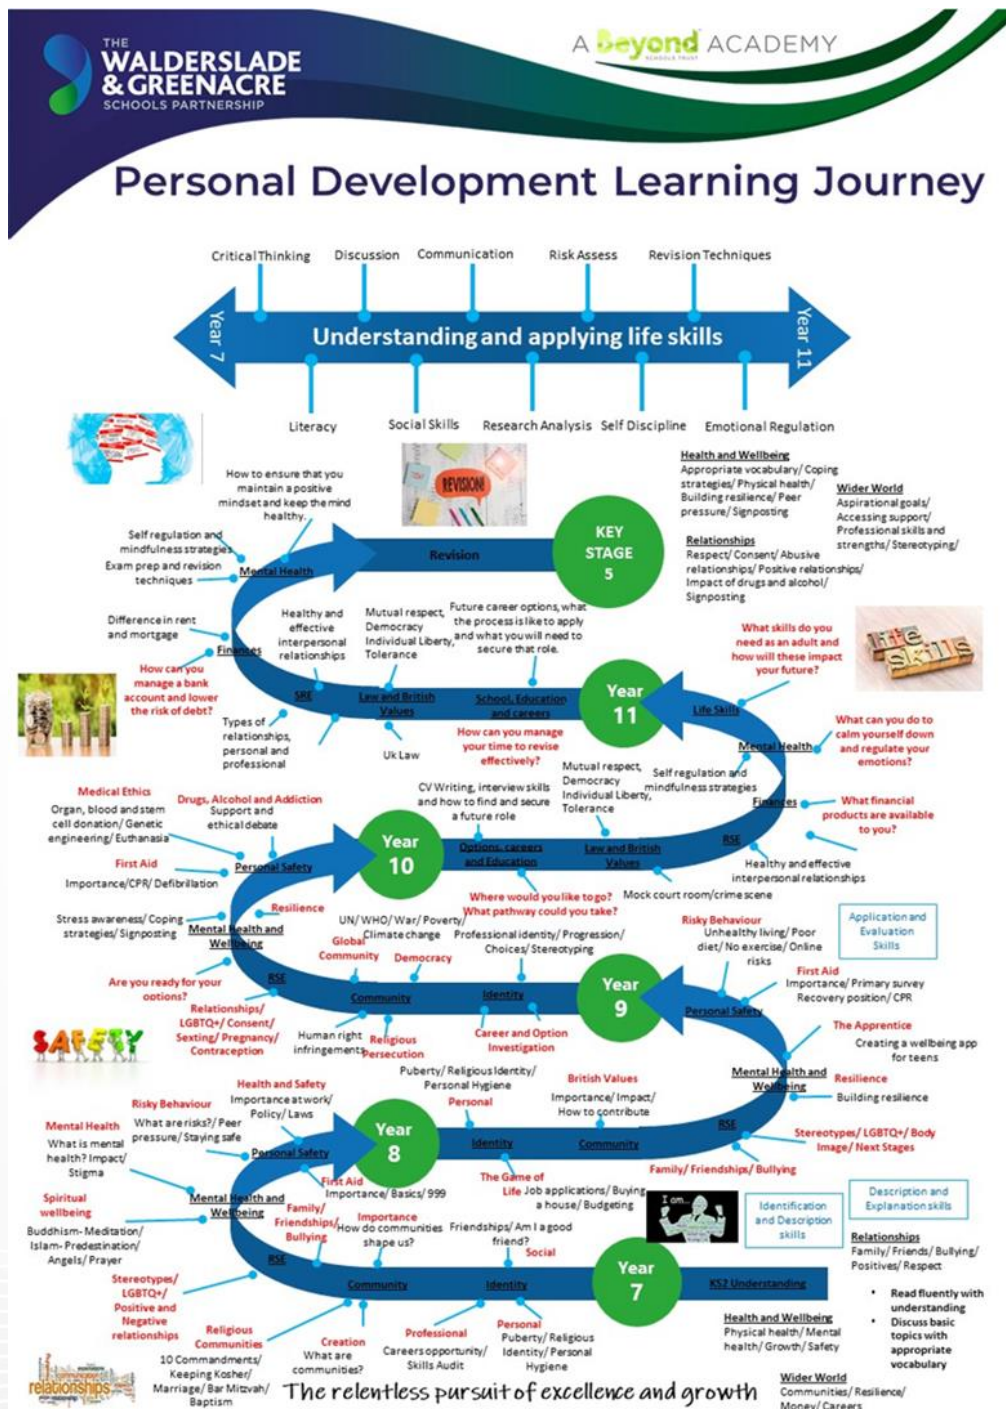 THE
WALDERSLADE
& GREENACRE
SCHOOLS PARTNERSHIP
A Beyond ACADEMY
SCHOOLS TRUST
Personal Development Learning Journey
Critical Thinking
Discussion
Communication
Risk Assess
Revision Techniques
Year 7
Understanding and applying life skills
Year 11
Literacy
Social Skills
Research Analysis
Self Discipline
Emotional Regulation
REVISION!
Health and Wellbeing
Appropriate vocabulary/ Coping
strategies/ Physical health/
Building resilience/ Peer
pressure/ Signposting
Wider World
Aspirational goals/
Accessing support/
Professional skills and
strengths/ Stereotyping/
Relationships
Respect/ Consent/ Abusive
relationships/ Positive relationships/
Impact of drugs and alcohol/
Signposting
How to ensure that you
maintain a positive
mindset and keep the mind
healthy.
Self regulation and
mindfulness strategies
Exam prep and revision
techniques
Mental Health
Revision
KEY
STAGE
5
Difference in rent
and mortgage
Finances
How can you
manage a bank
account and lower
the risk of debt?
Healthy and
effective
interpersonal
relationships
Mutual respect,
Democracy
Individual Liberty,
Tolerance
Future career options, what
the process is like to apply
and what you will need to
secure that role.
SRE
Law and British
Values
School, Education
and careers
Year
11
Types of
relationships,
personal and
professional
Uk Law
How can you manage
your time to revise
effectively?
What skills do you
need as an adult and
how will these impact
your future?
life
skills
Life Skills
Mental Health
What can you do to
calm yourself down
and regulate your
emotions?
Self regulation and
mindfulness strategies
Finances
What financial
products are available
to you?
RSE
Healthy and effective
interpersonal relationships
Mutual respect,
Democracy
Individual Liberty,
Tolerance
CV Writing, interview skills
and how to find and secure
a future role
Law and British
Values
Options, careers
and Education
Mock court room/crime scene
Where would you like to go?
What pathway could you take?
Year
10
Medical Ethics
Organ, blood and stem
cell donation/ Genetic
engineering/ Euthanasia
Drugs, Alcohol and Addiction
Support and
ethical debate
Personal Safety
First Aid
Importance/CPR/ Defibrillation
Resilience
Stress awareness/ Coping
strategies/ Signposting
Mental Health and
Wellbeing
Are you ready for your
options?
RSE
Relationships/
LGBTQ+/ Consent/
Sexting/ Pregnancy/
Contraception
UN/ WHO/ War/ Poverty/
Climate change
Global
Community
Democracy
Community
Human right
infringements
Religious
Persecution
Professional identity/ Progression/
Choices/ Stereotyping
Identity
Career and Option
Investigation
Puberty/ Religious Identity/
Personal Hygiene
Personal
Year
9
Risky Behaviour
Unhealthy living/ Poor
diet/ No exercise/ Online
risks
Application and
Evaluation
Skills
First Aid
Importance/ Primary survey
Recovery position/ CPR
Personal Safety
The Apprentice
Creating a wellbeing app
for teens
Mental Health and
Wellbeing
Resilience
Building resilience
RSE
Stereotypes/ LGBTQ+/ Body
Image/ Next Stages
Family/ Friendships/ Bullying
British Values
Importance/ Impact/
How to contribute
Community
Identity
The Game of
Life
Job applications/ Buying
a house/ Budgeting
Year
8
SAFETY
Health and Safety
Importance at work/
Policy/ Laws
Risky Behaviour
What are risks?/ Peer
pressure/ Staying safe
Personal Safety
First Aid
Importance/ Basics/ 999
Mental Health
What is mental
health? Impact/
Stigma
Mental Health and
Wellbeing
Spiritual
wellbeing
Buddhism- Meditation/
Islam- Predestination/
Angels/ Prayer
Family/
Friendships/
Bullying
RSE
Stereotypes/
LGBTQ+/
Positive and
Negative
relationships
Importance
How do communities
shape us?
Community
Religious
Communities
10 Commandments/
Keeping Kosher/
Marriage/ Bar Mitzvah/
Baptism
Creation
What are
communities?
Friendships/ Am I a good
friend?
Social
Identity
Professional
Careers opportunity/
Skills Audit
Personal
Puberty/ Religious
Identity/ Personal
Hygiene
Year
7
KS2 Understanding
I am...
Identification
and Description
skills
Description and
Explanation skills
Relationships
Family/ Friends/ Bullying/
Positives/ Respect
• Read fluently with
understanding
• Discuss basic
topics with
appropriate
vocabulary
Health and Wellbeing
Physical health/ Mental
health/ Growth/ Safety
Wider World
Communities/ Resilience/
Money/ Careers
relationships
The relentless pursuit of excellence and growth